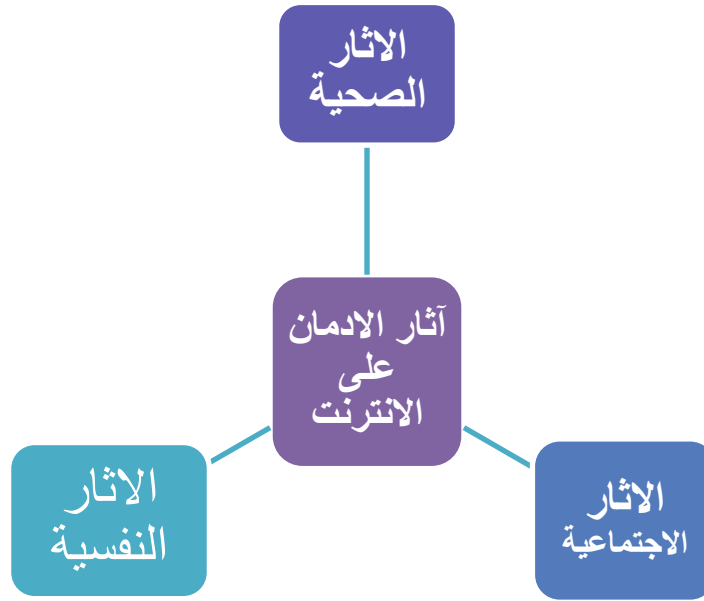 الاثار
الصحية
آثار الادمان
على
الانترنت
الاثار
الاجتماعية
الاثار
النفسية